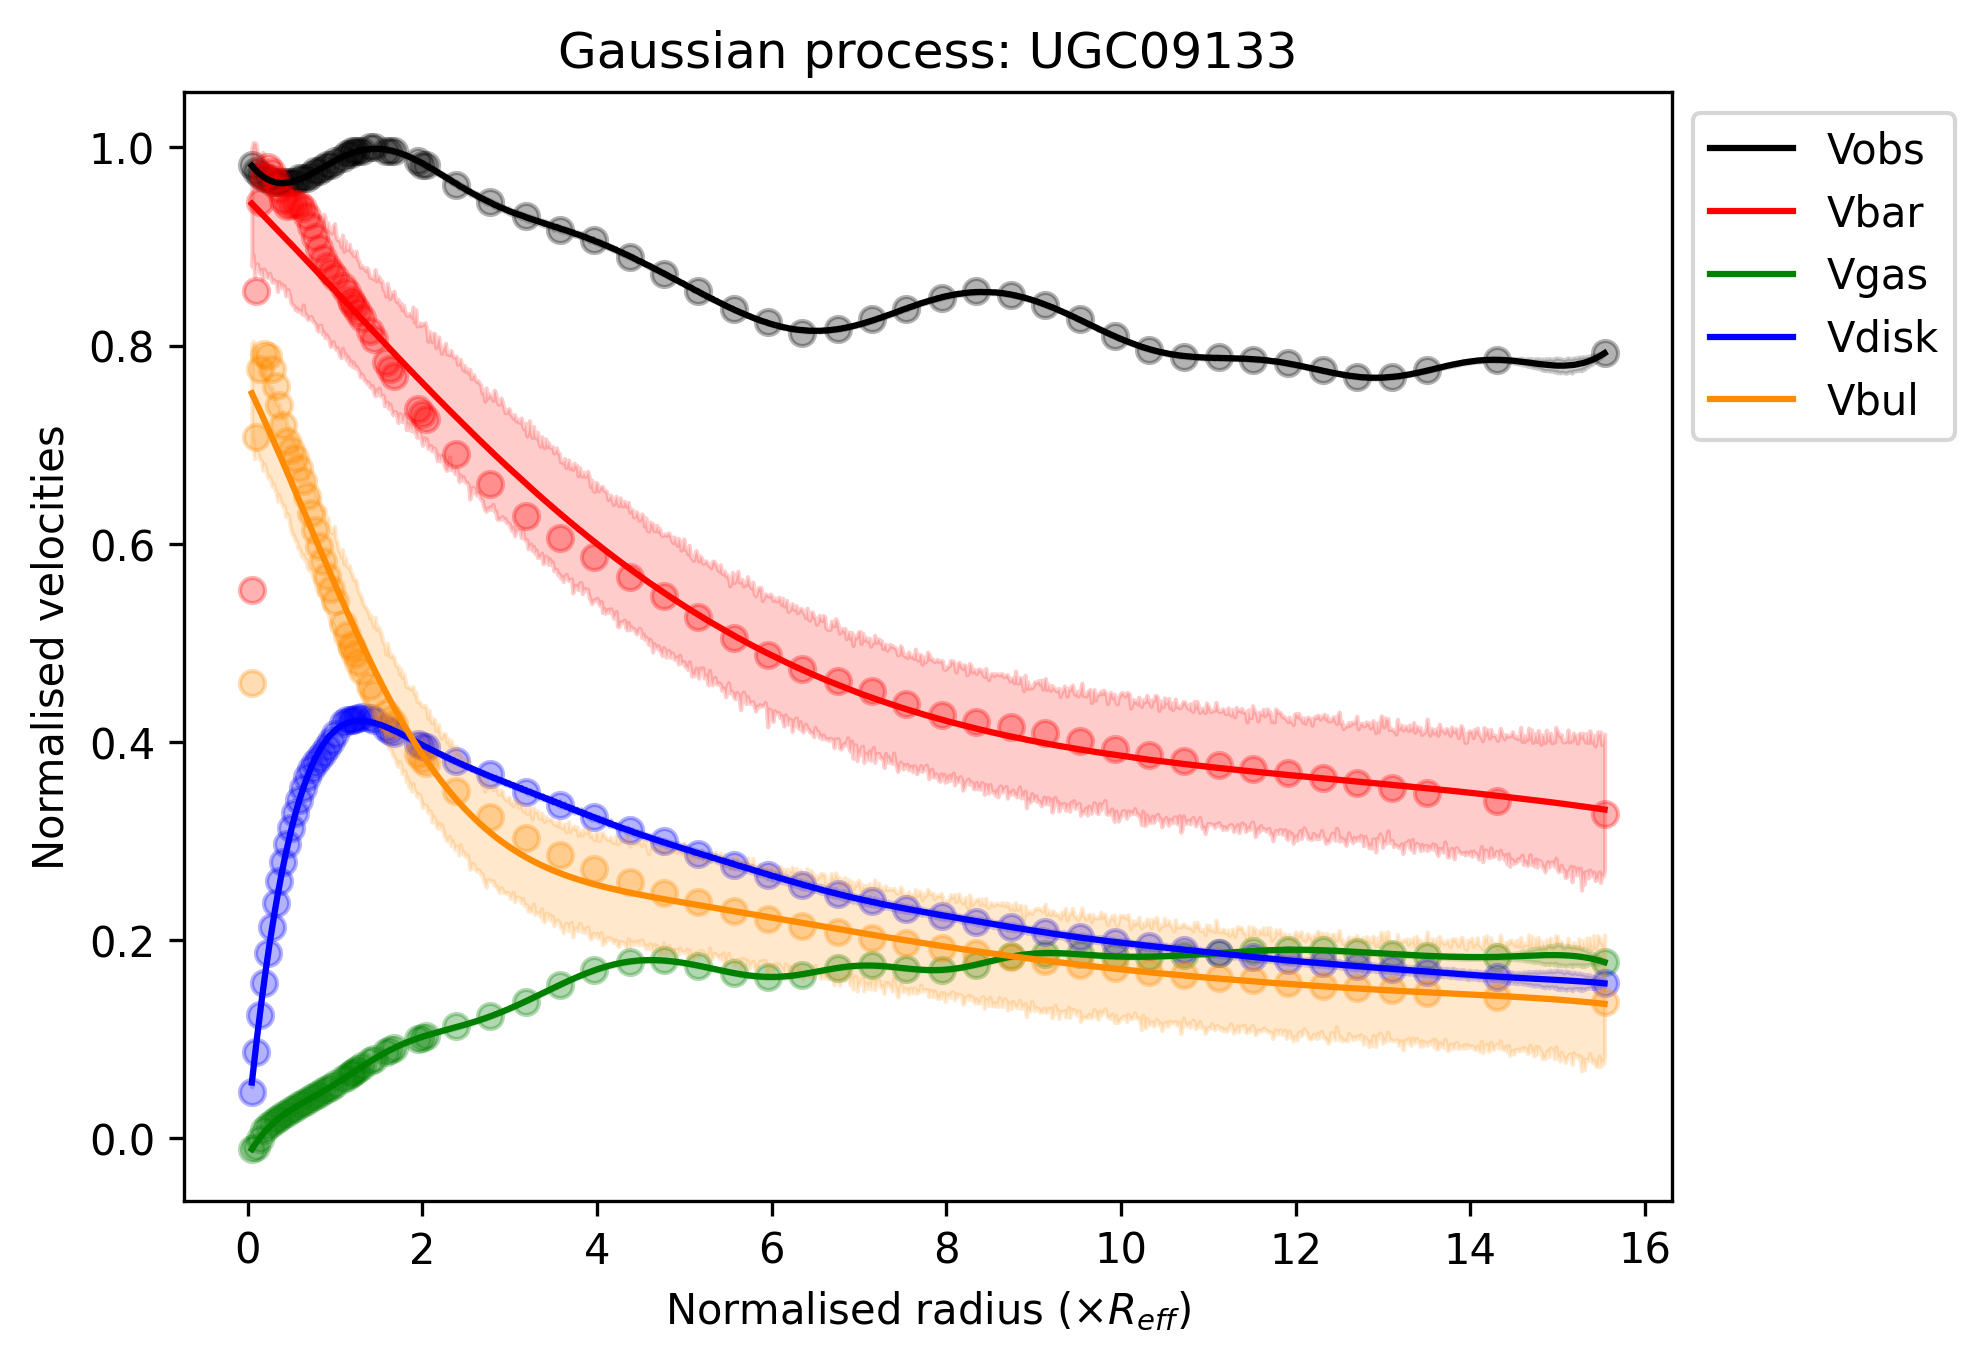 Gaussian process: UGC09133
Vobs
Vbar
Vgas
Vdisk
Vbul
Normalised velocities
1.0
0.8
0.6
0.4
0.2
0.0
0 2 4 6 8 10 12 14 16
Normalised radius (×R_eff)